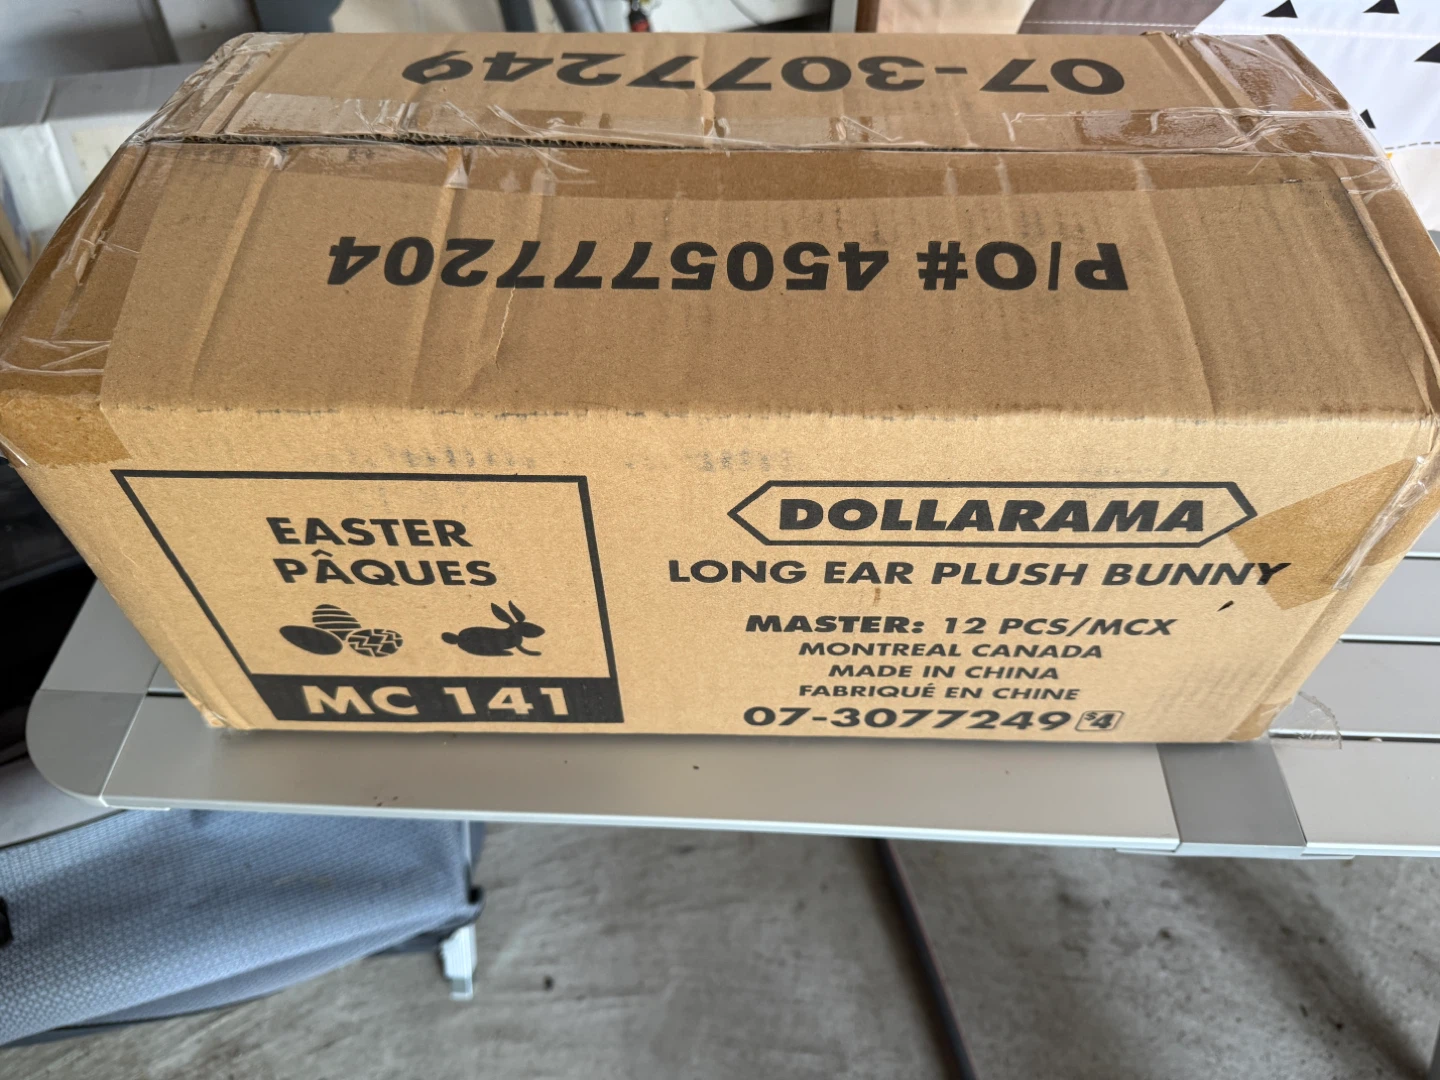 07-3077249
P/O# 4505777204
EASTER
PÂQUES
MC 141
DOLLARAMA
LONG EAR PLUSH BUNNY
MASTER: 12 PCS/MCX
MONTREAL CANADA
MADE IN CHINA
FABRIQUÉ EN CHINE
07-3077249 $4